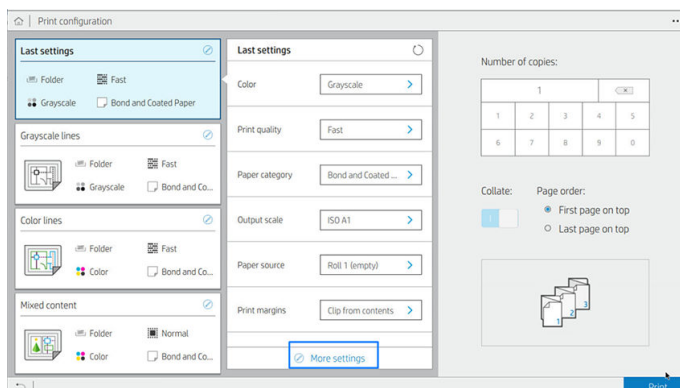 Print configuration
Last settings
Folder
Fast
Grayscale
Bond and Coated Paper
Grayscale lines
Folder
Fast
Grayscale
Bond and Co...
Color lines
Folder
Fast
Color
Bond and Co...
Mixed content
Folder
Normal
Color
Bond and Co...
Last settings
Color
Grayscale
Print quality
Fast
Paper category
Bond and Coated ...
Output scale
ISO A1
Paper source
Roll 1 (empty)
Print margins
Clip from contents
More settings
Number of copies:
1
1 2 3 4 5
6 7 8 9 0
Collate:
Page order:
First page on top
Last page on top
1 2 3
Print